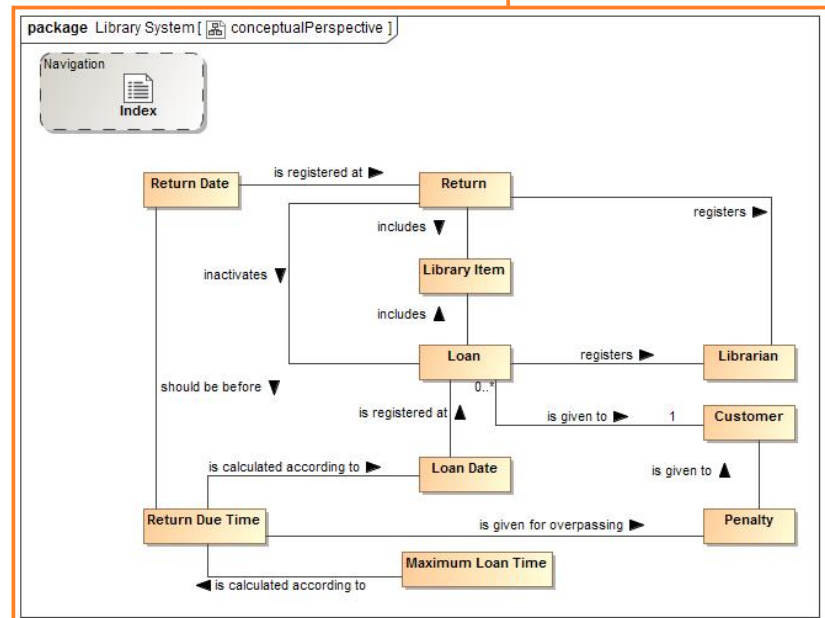 package Library System [ conceptualPerspective ]
Navigation
Index
is registered at ▶
Return Date
Return
registers ▶
includes ▼
Library Item
inactivates ▼
includes ▲
Loan
registers ▶
Librarian
should be before ▼
0..*
is registered at ▲
is given to ▶
1
Customer
is calculated according to ▶
Loan Date
is given to ▲
Return Due Time
is given for overpassing ▶
Penalty
Maximum Loan Time
◀ is calculated according to